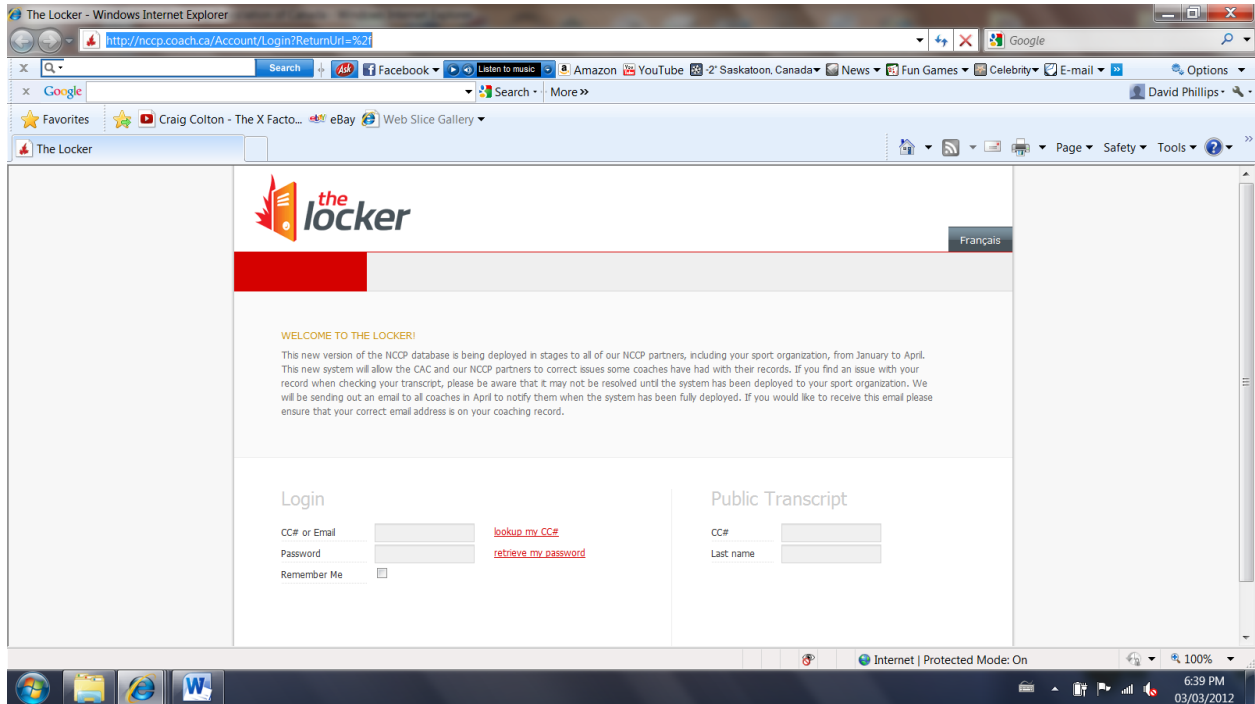 The Locker - Windows Internet Explorer
http://nccp.coach.ca/Account/Login?ReturnUrl=%2f
Google
X Search Ask Facebook Listen to music a Amazon YouTube -2° Saskatoon, Canada News Fun Games Celebrity E-mail » Options
x Google Search More » David Phillips
Favorites Craig Colton - The X Facto... eBay Web Slice Gallery
The Locker
Page Safety Tools »
the locker
Français
WELCOME TO THE LOCKER!
This new version of the NCCP database is being deployed in stages to all of our NCCP partners, including your sport organization, from January to April.
This new system will allow the CAC and our NCCP partners to correct issues some coaches have had with their records. If you find an issue with your
record when checking your transcript, please be aware that it may not be resolved until the system has been deployed to your sport organization. We
will be sending out an email to all coaches in April to notify them when the system has been fully deployed. If you would like to receive this email please
ensure that your correct email address is on your coaching record.
Login
CC# or Email lookup my CC#
Password retrieve my password
Remember Me
Public Transcript
CC#
Last name
Internet | Protected Mode: On
100%
W
6:39 PM
03/03/2012